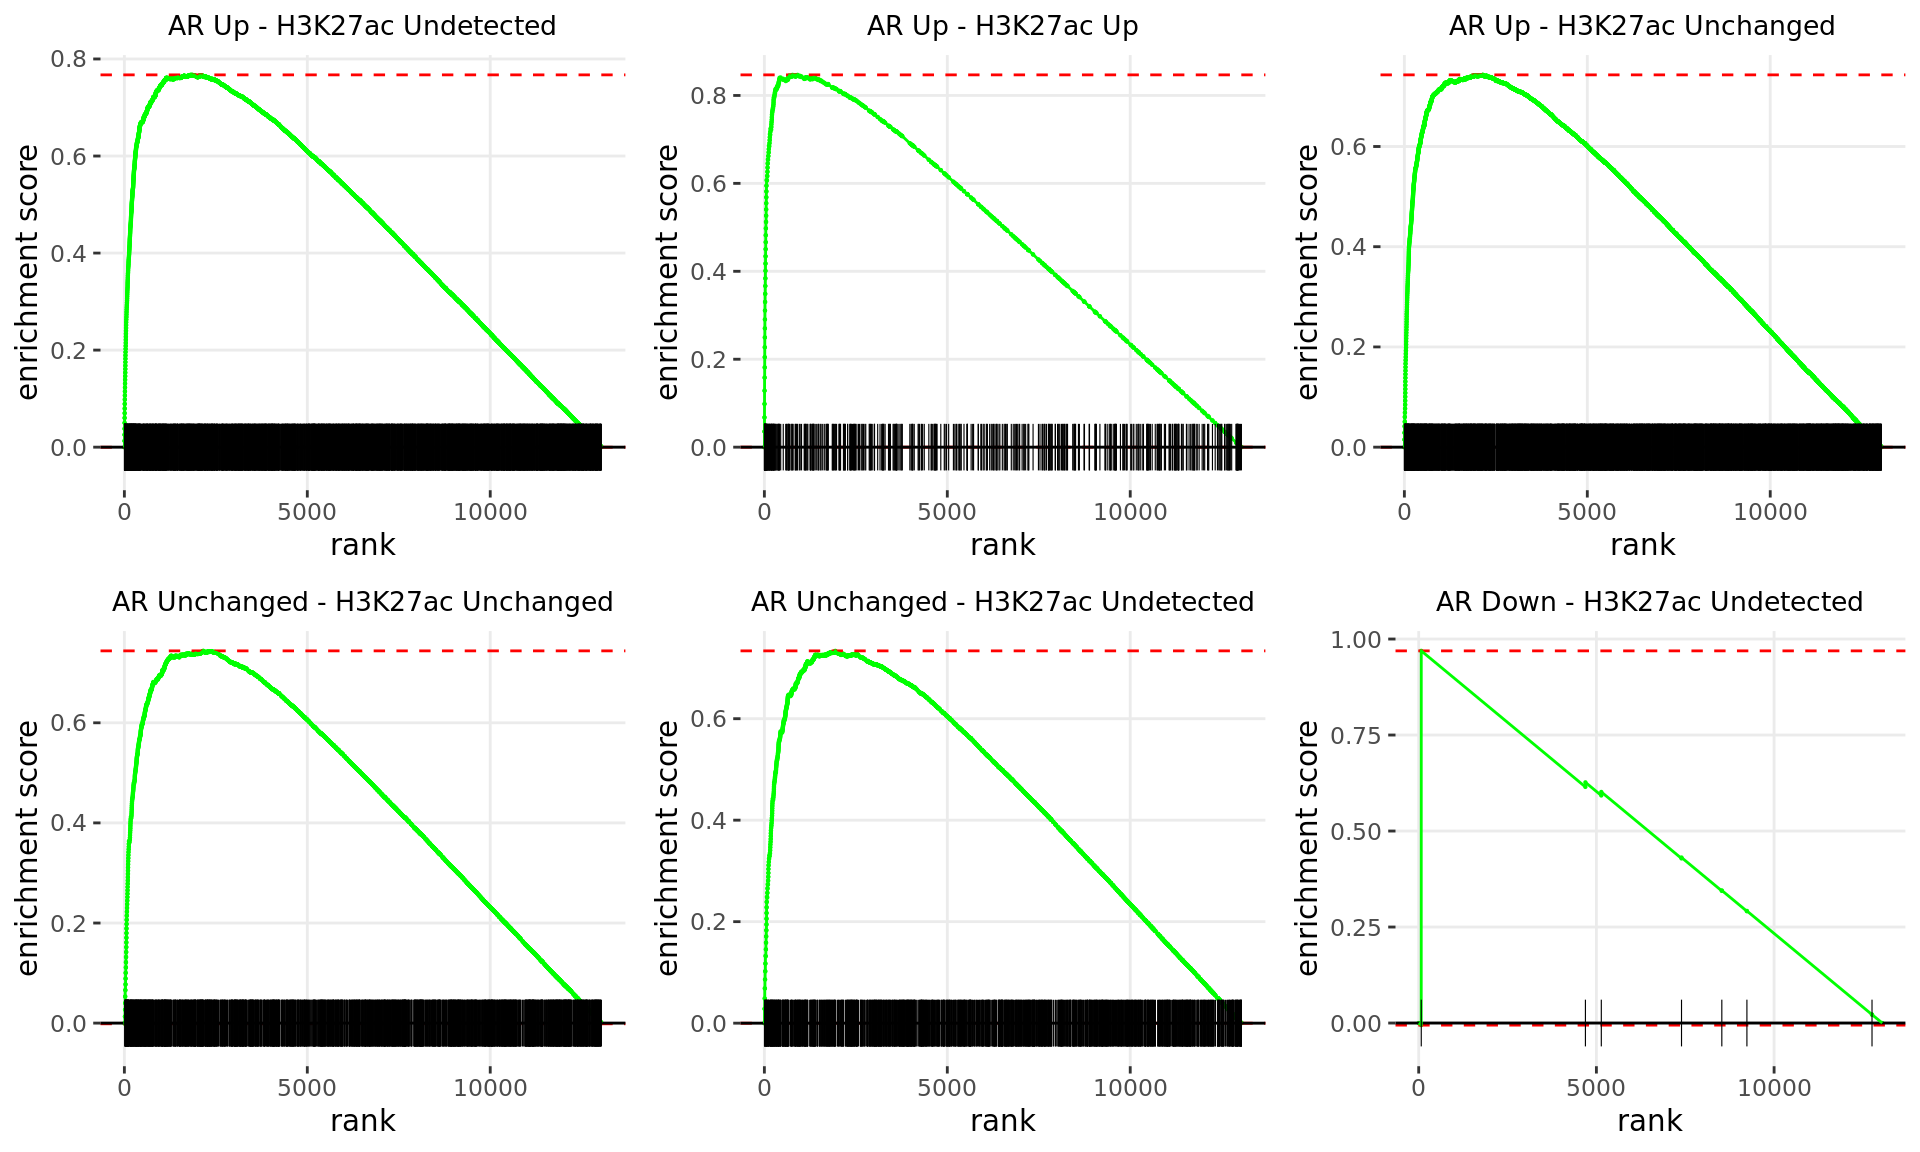 AR Up - H3K27ac Undetected
enrichment score
0.8
0.6
0.4
0.2
0.0
0 5000 10000
rank
AR Up - H3K27ac Up
enrichment score
0.8
0.6
0.4
0.2
0.0
0 5000 10000
rank
AR Up - H3K27ac Unchanged
enrichment score
0.6
0.4
0.2
0.0
0 5000 10000
rank
AR Unchanged - H3K27ac Unchanged
enrichment score
0.6
0.4
0.2
0.0
0 5000 10000
rank
AR Unchanged - H3K27ac Undetected
enrichment score
0.6
0.4
0.2
0.0
0 5000 10000
rank
AR Down - H3K27ac Undetected
enrichment score
1.00
0.75
0.50
0.25
0.00
0 5000 10000
rank